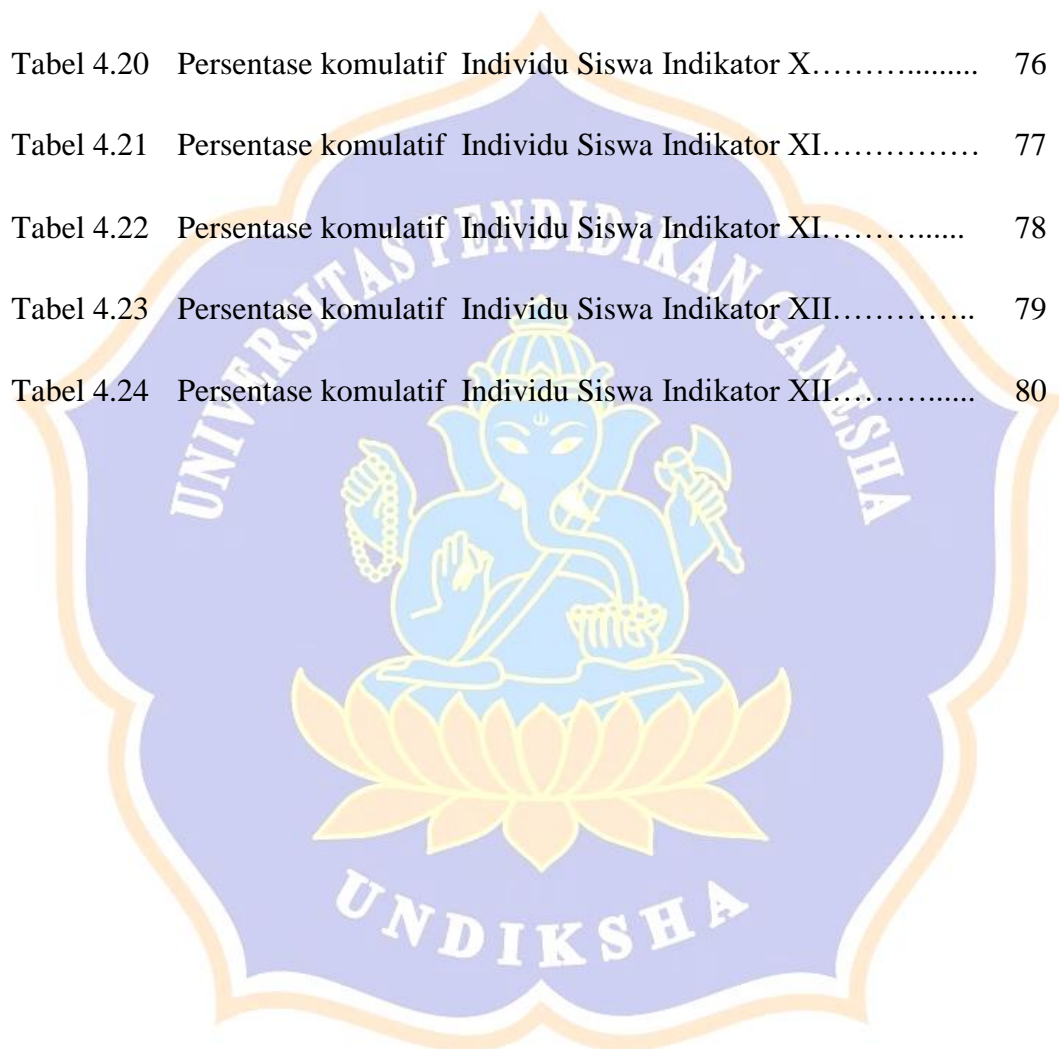 Tabel 4.20 Persentase komulatif Individu Siswa Indikator X………......... 76
Tabel 4.21 Persentase komulatif Individu Siswa Indikator XI…………… 77
Tabel 4.22 Persentase komulatif Individu Siswa Indikator XI………...... 78
Tabel 4.23 Persentase komulatif Individu Siswa Indikator XII………….. 79
Tabel 4.24 Persentase komulatif Individu Siswa Indikator XII………...... 80
UNIVERSITAS PENDIDIKAN GANESHA
UNDIKSHA